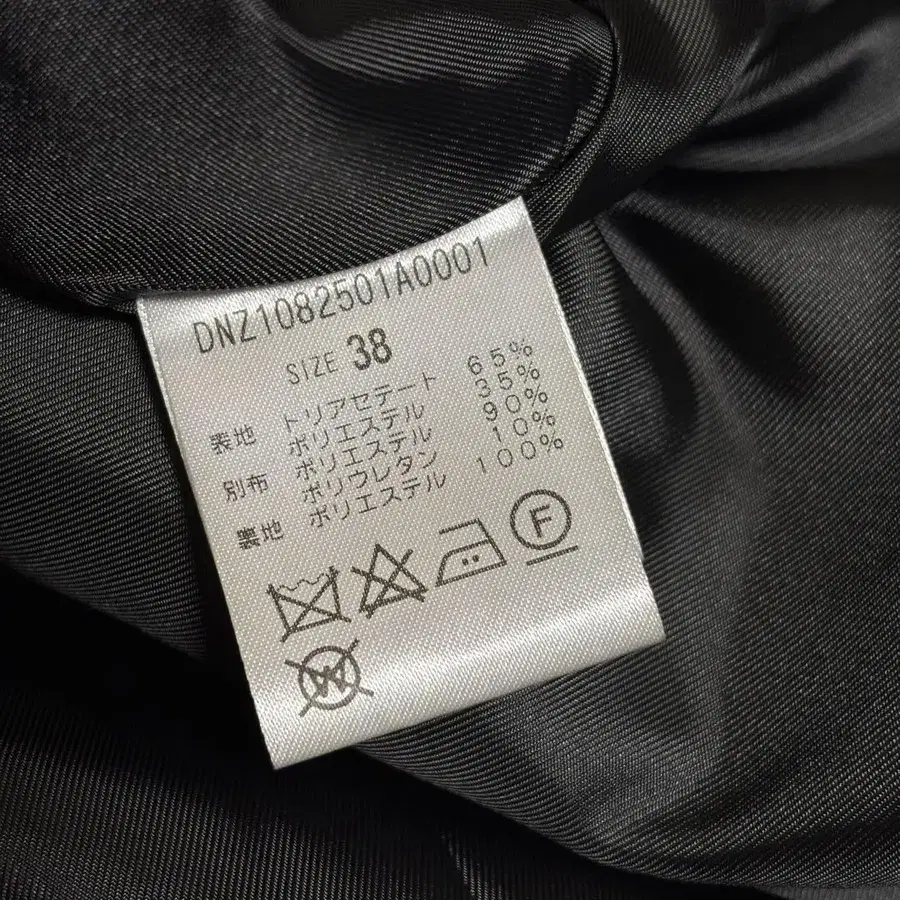 DNZ1082501A0001
SIZE 38
表地 トリアセテート 65%
ポリエステル 35%
別布 ポリエステル 90%
ポリウレタン 10%
裏地 ポリエステル 100%
F
W